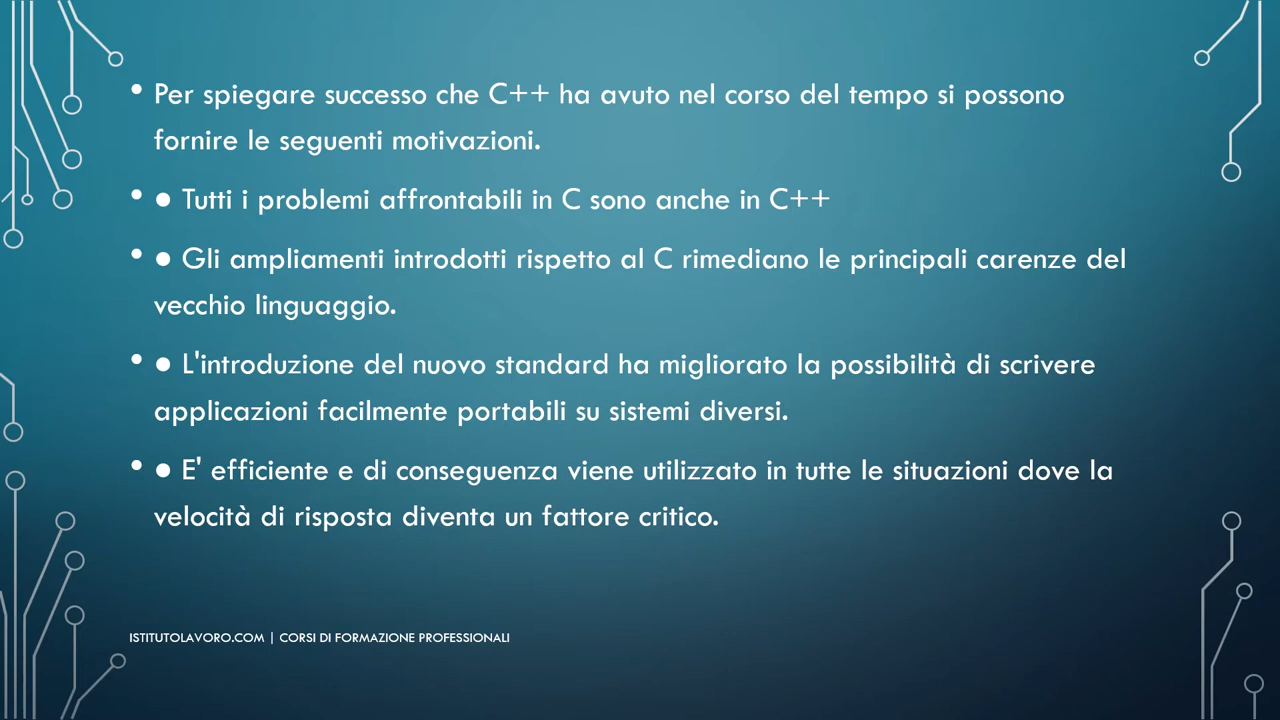 • Per spiegare successo che C++ ha avuto nel corso del tempo si possono
fornire le seguenti motivazioni.
• ● Tutti i problemi affrontabili in C sono anche in C++
• ● Gli ampliamenti introdotti rispetto al C rimediano le principali carenze del
vecchio linguaggio.
• ● L'introduzione del nuovo standard ha migliorato la possibilità di scrivere
applicazioni facilmente portabili su sistemi diversi.
• ● E' efficiente e di conseguenza viene utilizzato in tutte le situazioni dove la
velocità di risposta diventa un fattore critico.
ISTITUTOLAVORO.COM | CORSI DI FORMAZIONE PROFESSIONALI